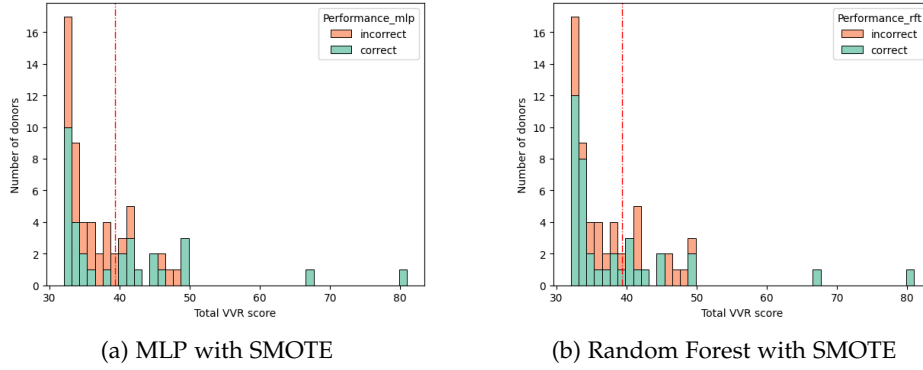 Performance_mlp
incorrect
correct
Number of donors
16
14
12
10
8
6
4
2
0
30
40
50
60
70
80
Total VVR score
(a) MLP with SMOTE
Performance_rft
incorrect
correct
Number of donors
16
14
12
10
8
6
4
2
0
30
40
50
60
70
80
Total VVR score
(b) Random Forest with SMOTE